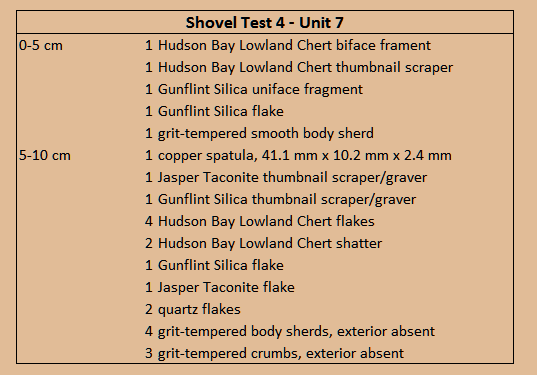 Shovel Test 4 - Unit 7
0-5 cm 1 Hudson Bay Lowland Chert biface frament
1 Hudson Bay Lowland Chert thumbnail scraper
1 Gunflint Silica uniface fragment
1 Gunflint Silica flake
1 grit-tempered smooth body sherd
5-10 cm 1 copper spatula, 41.1 mm x 10.2 mm x 2.4 mm
1 Jasper Taconite thumbnail scraper/graver
1 Gunflint Silica thumbnail scraper/graver
4 Hudson Bay Lowland Chert flakes
2 Hudson Bay Lowland Chert shatter
1 Gunflint Silica flake
1 Jasper Taconite flake
2 quartz flakes
4 grit-tempered body sherds, exterior absent
3 grit-tempered crumbs, exterior absent